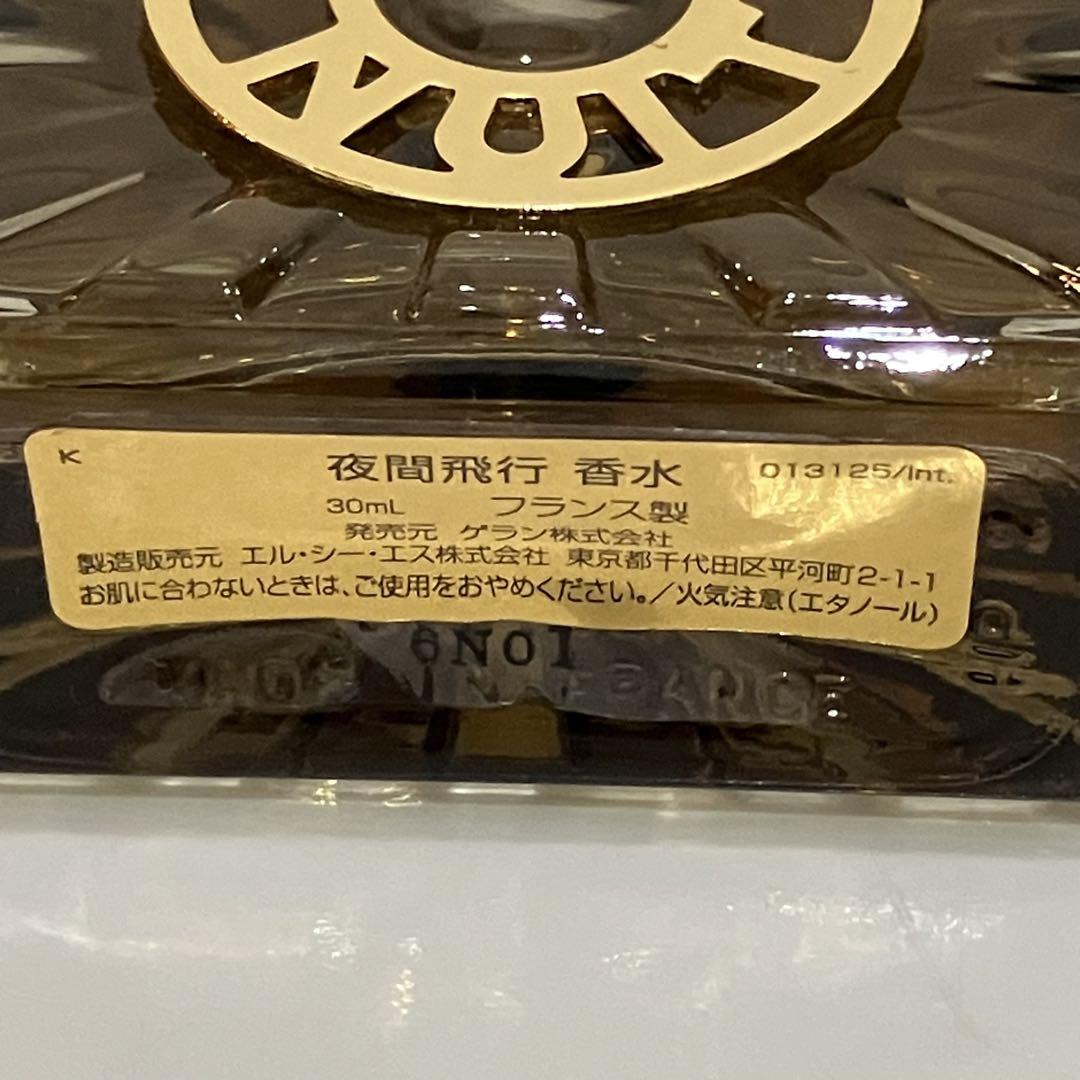 K 夜間飛行 香水 013125/Int.
30mL フランス製
発売元 ゲラン株式会社
製造販売元 エル・シー・エス株式会社 東京都千代田区平河町2-1-1
お肌に合わないときは、ご使用をおやめください。/火気注意(エタノール)
6N01
MADE IN FRANCE